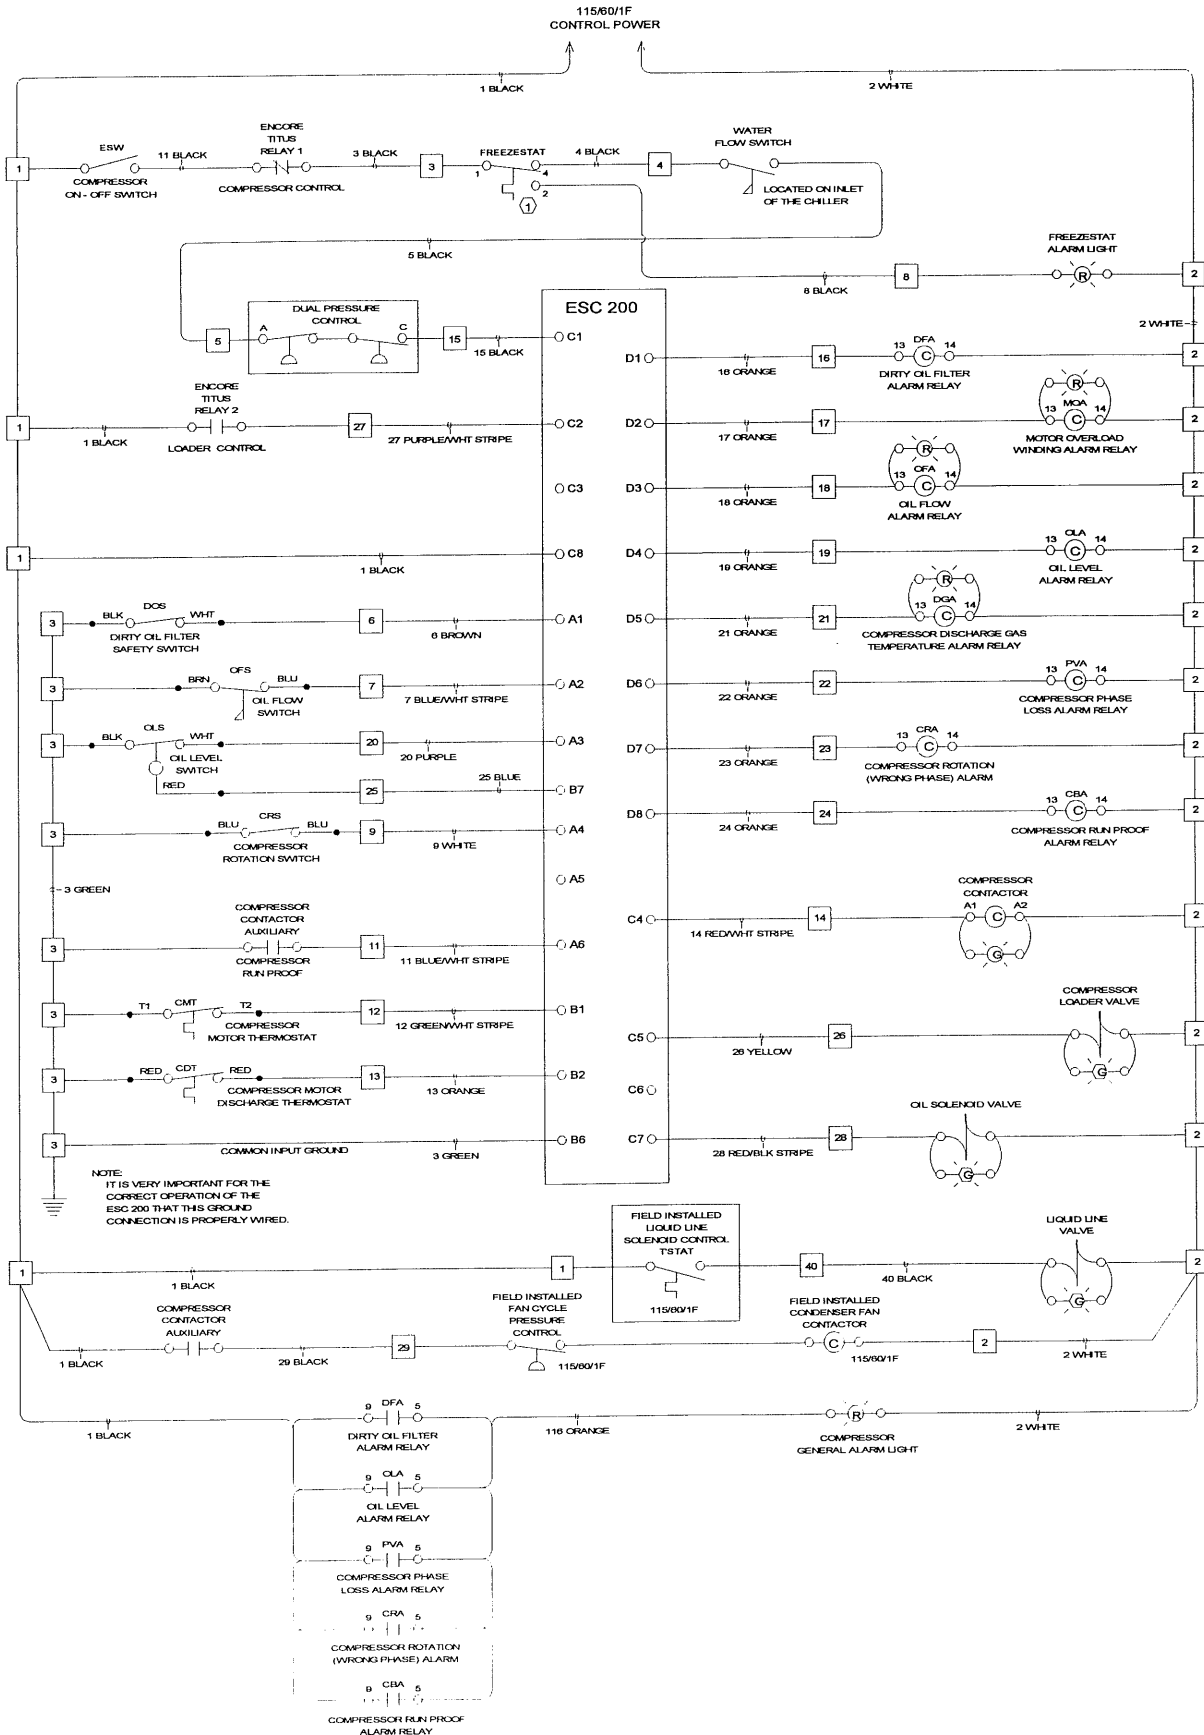 115/60/1F
CONTROL POWER
1 BLACK
2 WHITE
ENCORE
TITUS
RELAY 1
WATER
FLOW SWITCH
ESW
11 BLACK
3 BLACK
FREEZESTAT
4 BLACK
1
3
1
4
2
4
COMPRESSOR
ON - OFF SWITCH
COMPRESSOR CONTROL
1
LOCATED ON INLET
OF THE CHILLER
5 BLACK
FREEZESTAT
ALARM LIGHT
8
R
2
8 BLACK
DUAL PRESSURE
CONTROL
ESC 200
2 WHITE
5
A
C
15
C1
15 BLACK
D1
16
13 DFA 14
C
2
16 ORANGE
DIRTY OIL FILTER
ALARM RELAY
ENCORE
TITUS
RELAY 2
R
1
27
C2
D2
17
13 MOA 14
C
2
1 BLACK
LOADER CONTROL
27 PURPLE/WHT STRIPE
17 ORANGE
MOTOR OVERLOAD
WINDING ALARM RELAY
R
C3
D3
18
13 OFA 14
C
2
18 ORANGE
OIL FLOW
ALARM RELAY
1
C8
D4
19
13 OLA 14
C
2
1 BLACK
19 ORANGE
OIL LEVEL
ALARM RELAY
R
3
BLK
DOS
WHT
6
A1
D5
21
13 DGA 14
C
2
DIRTY OIL FILTER
SAFETY SWITCH
6 BROWN
21 ORANGE
COMPRESSOR DISCHARGE GAS
TEMPERATURE ALARM RELAY
3
BRN
OFS
BLU
7
A2
D6
22
13 PVA 14
C
2
OIL FLOW
SWITCH
7 BLUE/WHT STRIPE
22 ORANGE
COMPRESSOR PHASE
LOSS ALARM RELAY
3
BLK
OLS
WHT
20
A3
D7
23
13 CRA 14
C
2
OIL LEVEL
SWITCH
20 PURPLE
23 ORANGE
COMPRESSOR ROTATION
(WRONG PHASE) ALARM
RED
25
25 BLUE
B7
D8
24
13 CBA 14
C
2
24 ORANGE
COMPRESSOR RUN PROOF
ALARM RELAY
3
BLU
CRS
BLU
9
A4
COMPRESSOR
ROTATION SWITCH
9 WHITE
A5
3 GREEN
COMPRESSOR
CONTACTOR
A1
A2
C4
14
C
2
14 RED/WHT STRIPE
G
COMPRESSOR
CONTACTOR
AUXILIARY
3
11
A6
COMPRESSOR
RUN PROOF
11 BLUE/WHT STRIPE
3
T1
CMT
T2
12
B1
COMPRESSOR
MOTOR THERMOSTAT
12 GREEN/WHT STRIPE
COMPRESSOR
LOADER VALVE
C5
26
2
26 YELLOW
G
3
RED
CDT
RED
13
B2
COMPRESSOR MOTOR
DISCHARGE THERMOSTAT
13 ORANGE
C6
OIL SOLENOID VALVE
3
B6
C7
28
2
COMMON INPUT GROUND
3 GREEN
28 RED/BLK STRIPE
G
NOTE:
IT IS VERY IMPORTANT FOR THE
CORRECT OPERATION OF THE
ESC 200 THAT THIS GROUND
CONNECTION IS PROPERLY WIRED.
FIELD INSTALLED
LIQUID LINE
SOLENOID CONTROL
T'STAT
LIQUID LINE
VALVE
1
1 BLACK
1
115/60/1F
40
40 BLACK
G
2
COMPRESSOR
CONTACTOR
AUXILIARY
FIELD INSTALLED
FAN CYCLE
PRESSURE
CONTROL
FIELD INSTALLED
CONDENSER FAN
CONTACTOR
1 BLACK
29 BLACK
29
115/60/1F
C
115/60/1F
2
2 WHITE
1 BLACK
9 DFA 5
DIRTY OIL FILTER
ALARM RELAY
116 ORANGE
R
COMPRESSOR
GENERAL ALARM LIGHT
2 WHITE
9 OLA 5
OIL LEVEL
ALARM RELAY
9 PVA 5
COMPRESSOR PHASE
LOSS ALARM RELAY
9 CRA 5
COMPRESSOR ROTATION
(WRONG PHASE) ALARM
9 CBA 5
COMPRESSOR RUN PROOF
ALARM RELAY